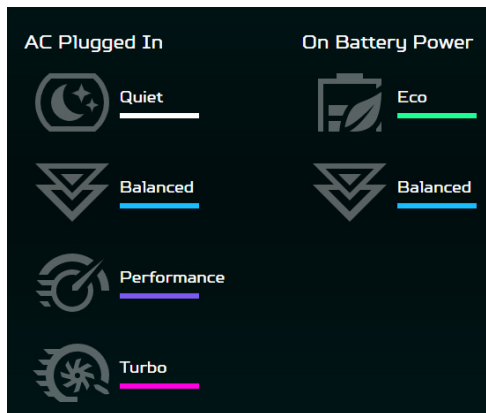 AC Plugged In
On Battery Power
Quiet
Eco
Balanced
Balanced
Performance
Turbo